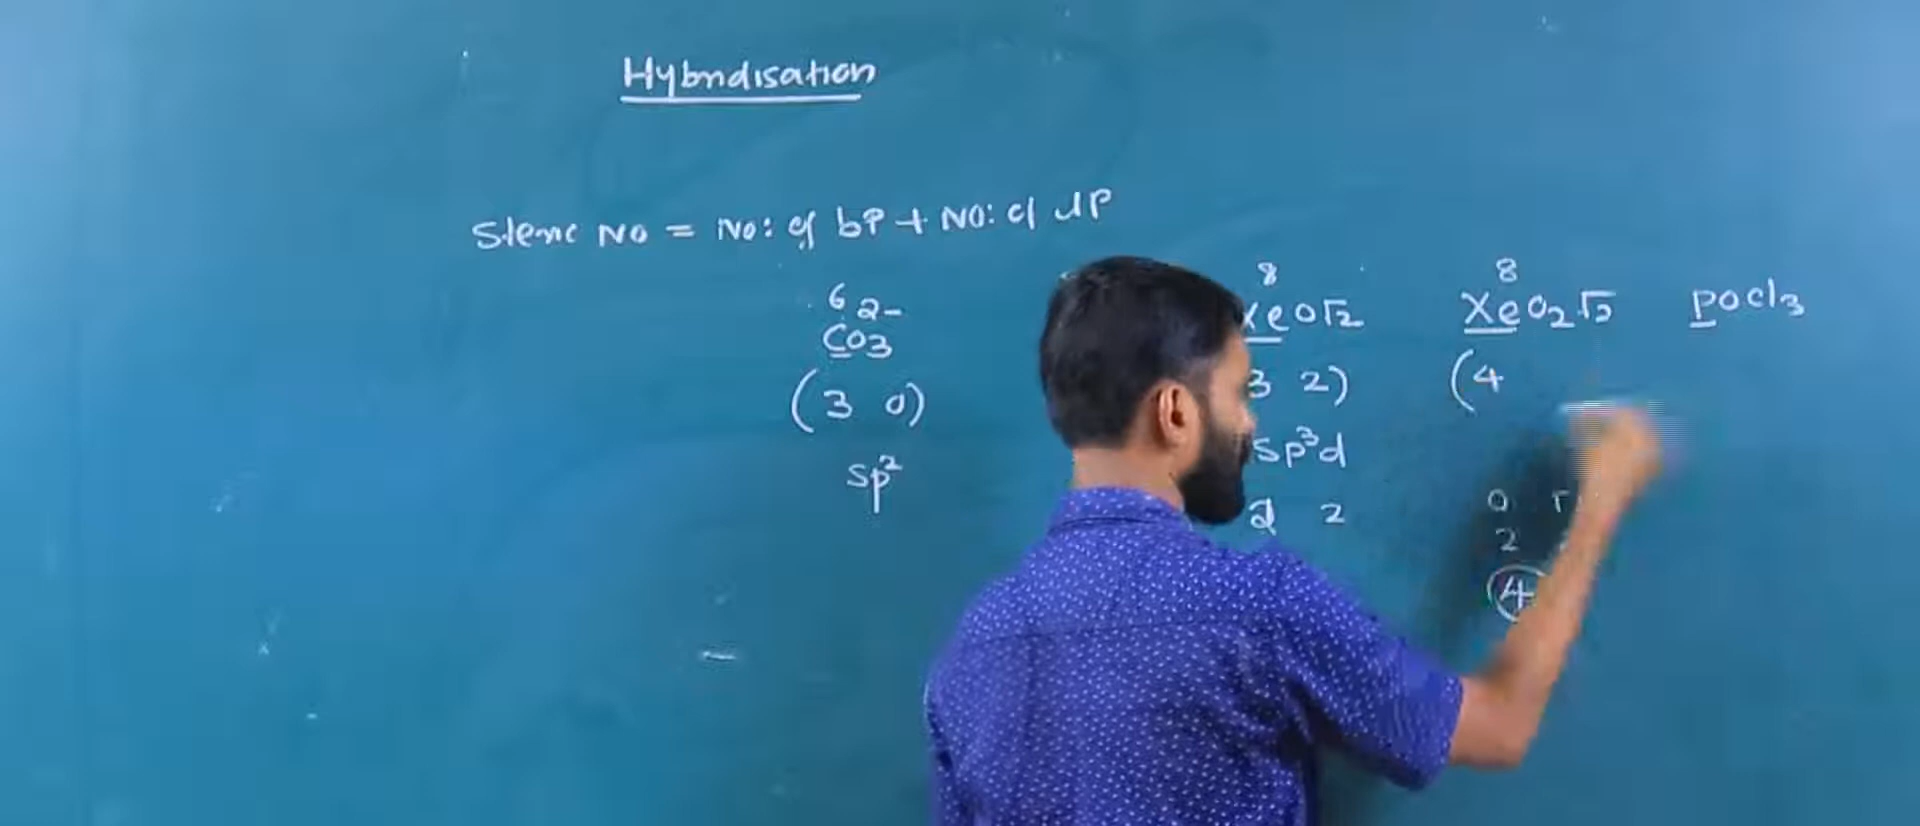 Hybridisation
Steric No = No: of bP + No: of lP
6 8 8
CO3 2- XeOF2 XeO2F2 POCl3
(3 0) 3 2) (4
sp2 sp3d
2 2 0
2
4